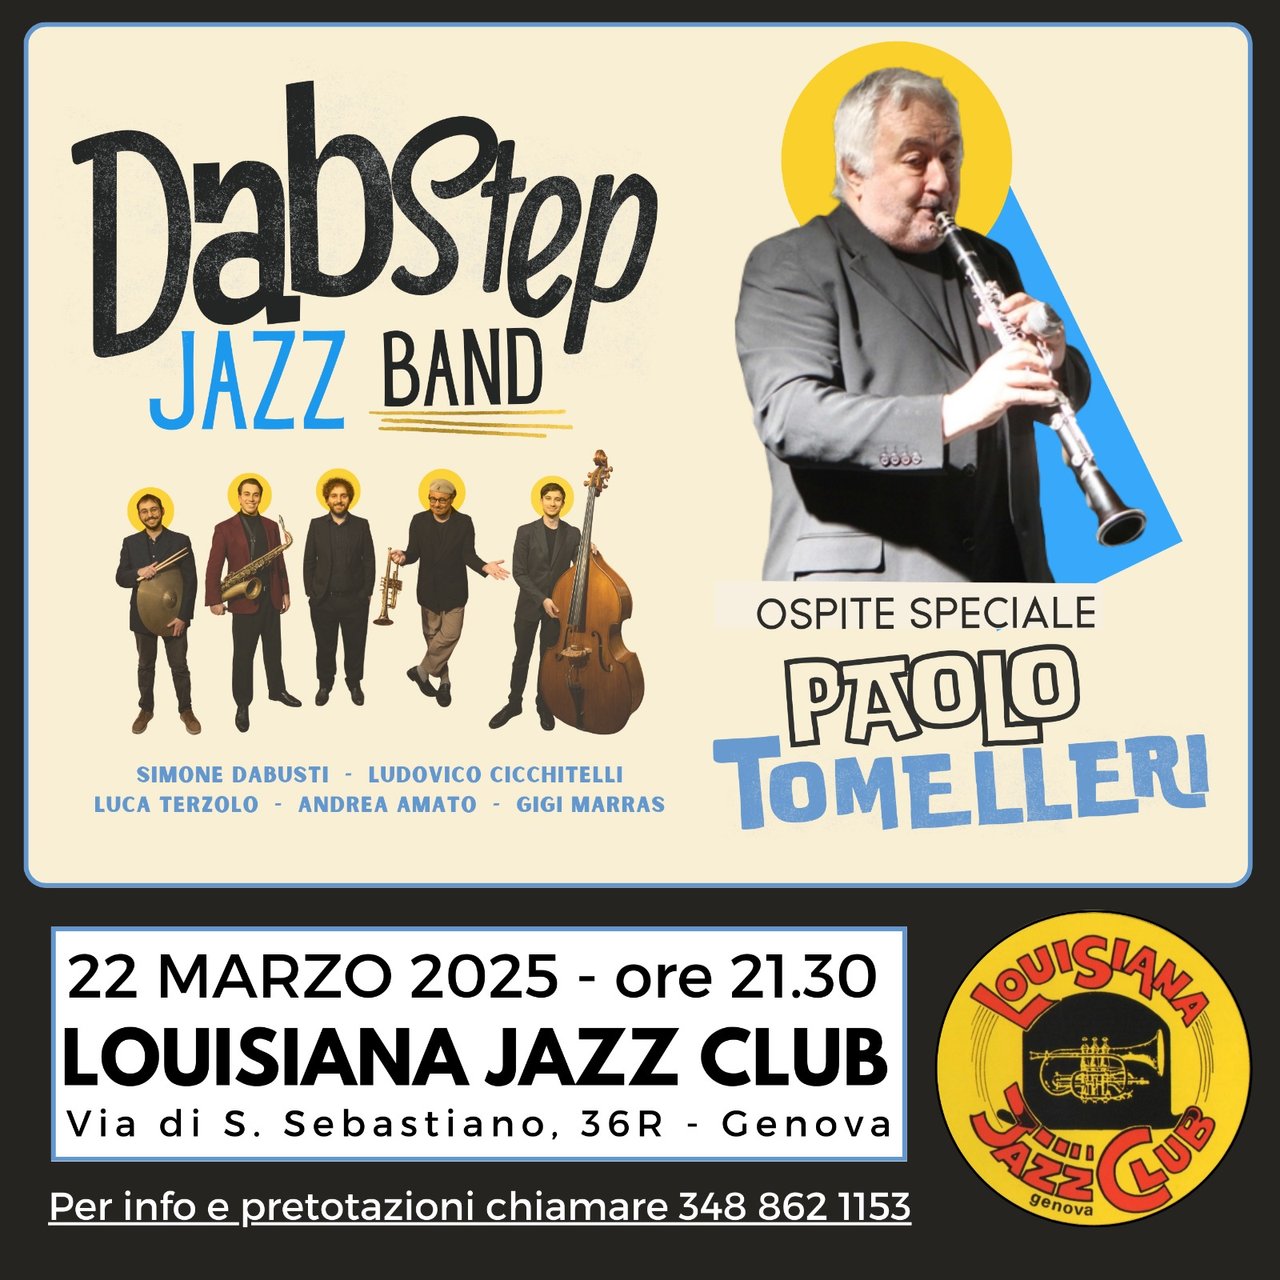 Dabstep
JAZZ BAND
SIMONE DABUSTI - LUDOVICO CICCHITELLI
LUCA TERZOLO - ANDREA AMATO - GIGI MARRAS
OSPITE SPECIALE
PAOLO
TOMELLERI
22 MARZO 2025 - ore 21.30
LOUISIANA JAZZ CLUB
Via di S. Sebastiano, 36R - Genova
Per info e pretotazioni chiamare 348 862 1153
LOUISIANA
JAZZ CLUB
genova